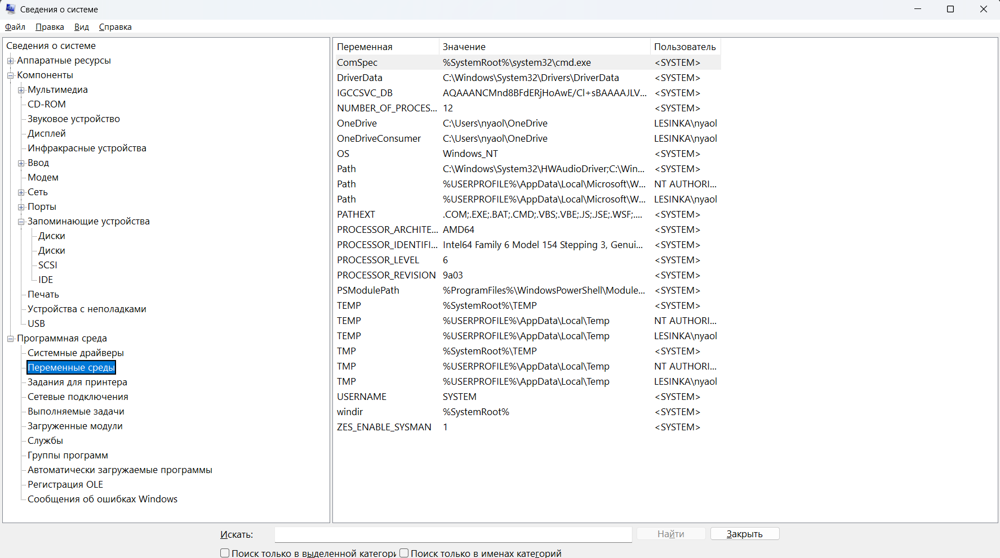 Сведения о системе
Файл Правка Вид Справка
Сведения о системе
Аппаратные ресурсы
Компоненты
Мультимедиа
CD-ROM
Звуковое устройство
Дисплей
Инфракрасные устройства
Ввод
Модем
Сеть
Порты
Запоминающие устройства
Диски
Диски
SCSI
IDE
Печать
Устройства с неполадками
USB
Программная среда
Системные драйверы
Переменные среды
Задания для принтера
Сетевые подключения
Выполняемые задачи
Загруженные модули
Службы
Группы программ
Автоматически загружаемые программы
Регистрация OLE
Сообщения об ошибках Windows
Переменная Значение Пользователь
ComSpec %SystemRoot%\system32\cmd.exe <SYSTEM>
DriverData C:\Windows\System32\Drivers\DriverData <SYSTEM>
IGCCSVC_DB AQAAANCMnd8BFdERjHoAwE/Cl+sBAAAAJLV... <SYSTEM>
NUMBER_OF_PROCES... 12 <SYSTEM>
OneDrive C:\Users\nyaol\OneDrive LESINKA\nyaol
OneDriveConsumer C:\Users\nyaol\OneDrive LESINKA\nyaol
OS Windows_NT <SYSTEM>
Path C:\Windows\System32\HWAudioDriver;C:\Win... <SYSTEM>
Path %USERPROFILE%\AppData\Local\Microsoft\W... NT AUTHORI...
Path %USERPROFILE%\AppData\Local\Microsoft\W... LESINKA\nyaol
PATHEXT .COM;.EXE;.BAT;.CMD;.VBS;.VBE;.JS;.JSE;.WSF;.... <SYSTEM>
PROCESSOR_ARCHITE... AMD64 <SYSTEM>
PROCESSOR_IDENTIFI... Intel64 Family 6 Model 154 Stepping 3, Genui... <SYSTEM>
PROCESSOR_LEVEL 6 <SYSTEM>
PROCESSOR_REVISION 9a03 <SYSTEM>
PSModulePath %ProgramFiles%\WindowsPowerShell\Module... <SYSTEM>
TEMP %SystemRoot%\TEMP <SYSTEM>
TEMP %USERPROFILE%\AppData\Local\Temp NT AUTHORI...
TEMP %USERPROFILE%\AppData\Local\Temp LESINKA\nyaol
TMP %SystemRoot%\TEMP <SYSTEM>
TMP %USERPROFILE%\AppData\Local\Temp NT AUTHORI...
TMP %USERPROFILE%\AppData\Local\Temp LESINKA\nyaol
USERNAME SYSTEM <SYSTEM>
windir %SystemRoot% <SYSTEM>
ZES_ENABLE_SYSMAN 1 <SYSTEM>
Искать: Найти Закрыть
Поиск только в выделенной категори Поиск только в именах категорий